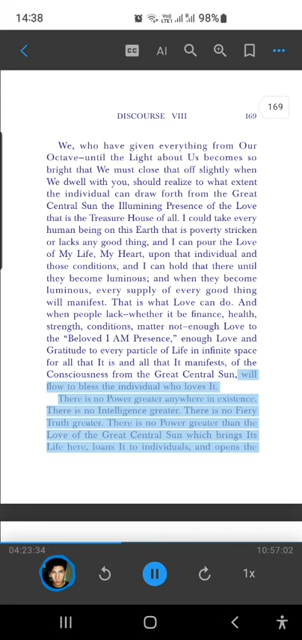 14:38
98%
CC
AI
169
DISCOURSE VIII 169
We, who have given everything from Our
Octave—until the Light about Us becomes so
bright that We must close that off slightly when
We dwell with you, should realize to what extent
the individual can draw forth from the Great
Central Sun the Illumining Presence of the Love
that is the Treasure House of all. I could take every
human being on this Earth that is poverty stricken
or lacks any good thing, and I can pour the Love
of My Life, My Heart, upon that individual and
those conditions, and I can hold that there until
they become luminous; and when they become
luminous, every supply of every good thing
will manifest. That is what Love can do. And
when people lack—whether it be finance, health,
strength, conditions, matter not—enough Love to
the “Beloved I AM Presence,” enough Love and
Gratitude to every particle of Life in infinite space
for all that It is and all that It manifests, of the
Consciousness from the Great Central Sun, will
flow to bless the individual who loves It.
There is no Power greater anywhere in existence.
There is no Intelligence greater. There is no Fiery
Truth greater. There is no Power greater than the
Love of the Great Central Sun which brings Its
Life here, loans It to individuals, and opens the
04:23:34
10:57:02
1x